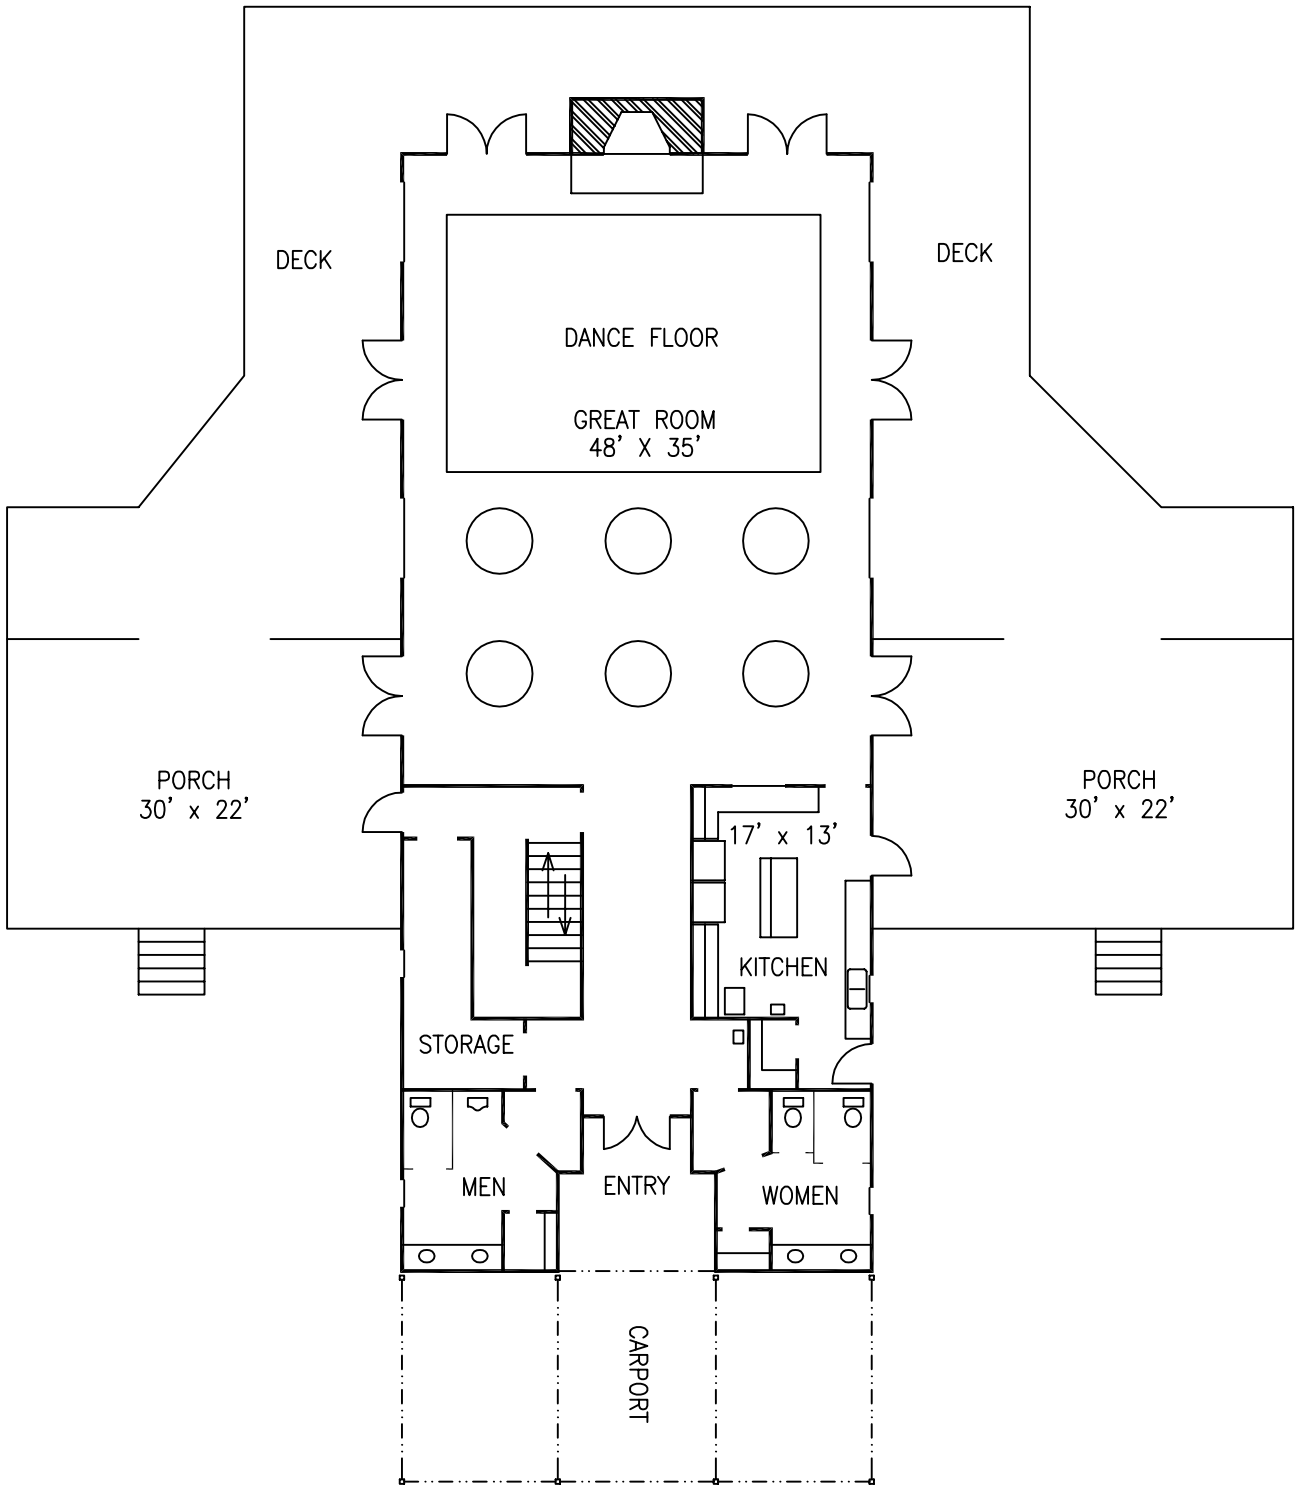 DECK
DECK
DANCE FLOOR
GREAT ROOM
48' X 35'
PORCH
30' x 22'
PORCH
30' x 22'
17' x 13'
KITCHEN
STORAGE
MEN
ENTRY
WOMEN
CARPORT